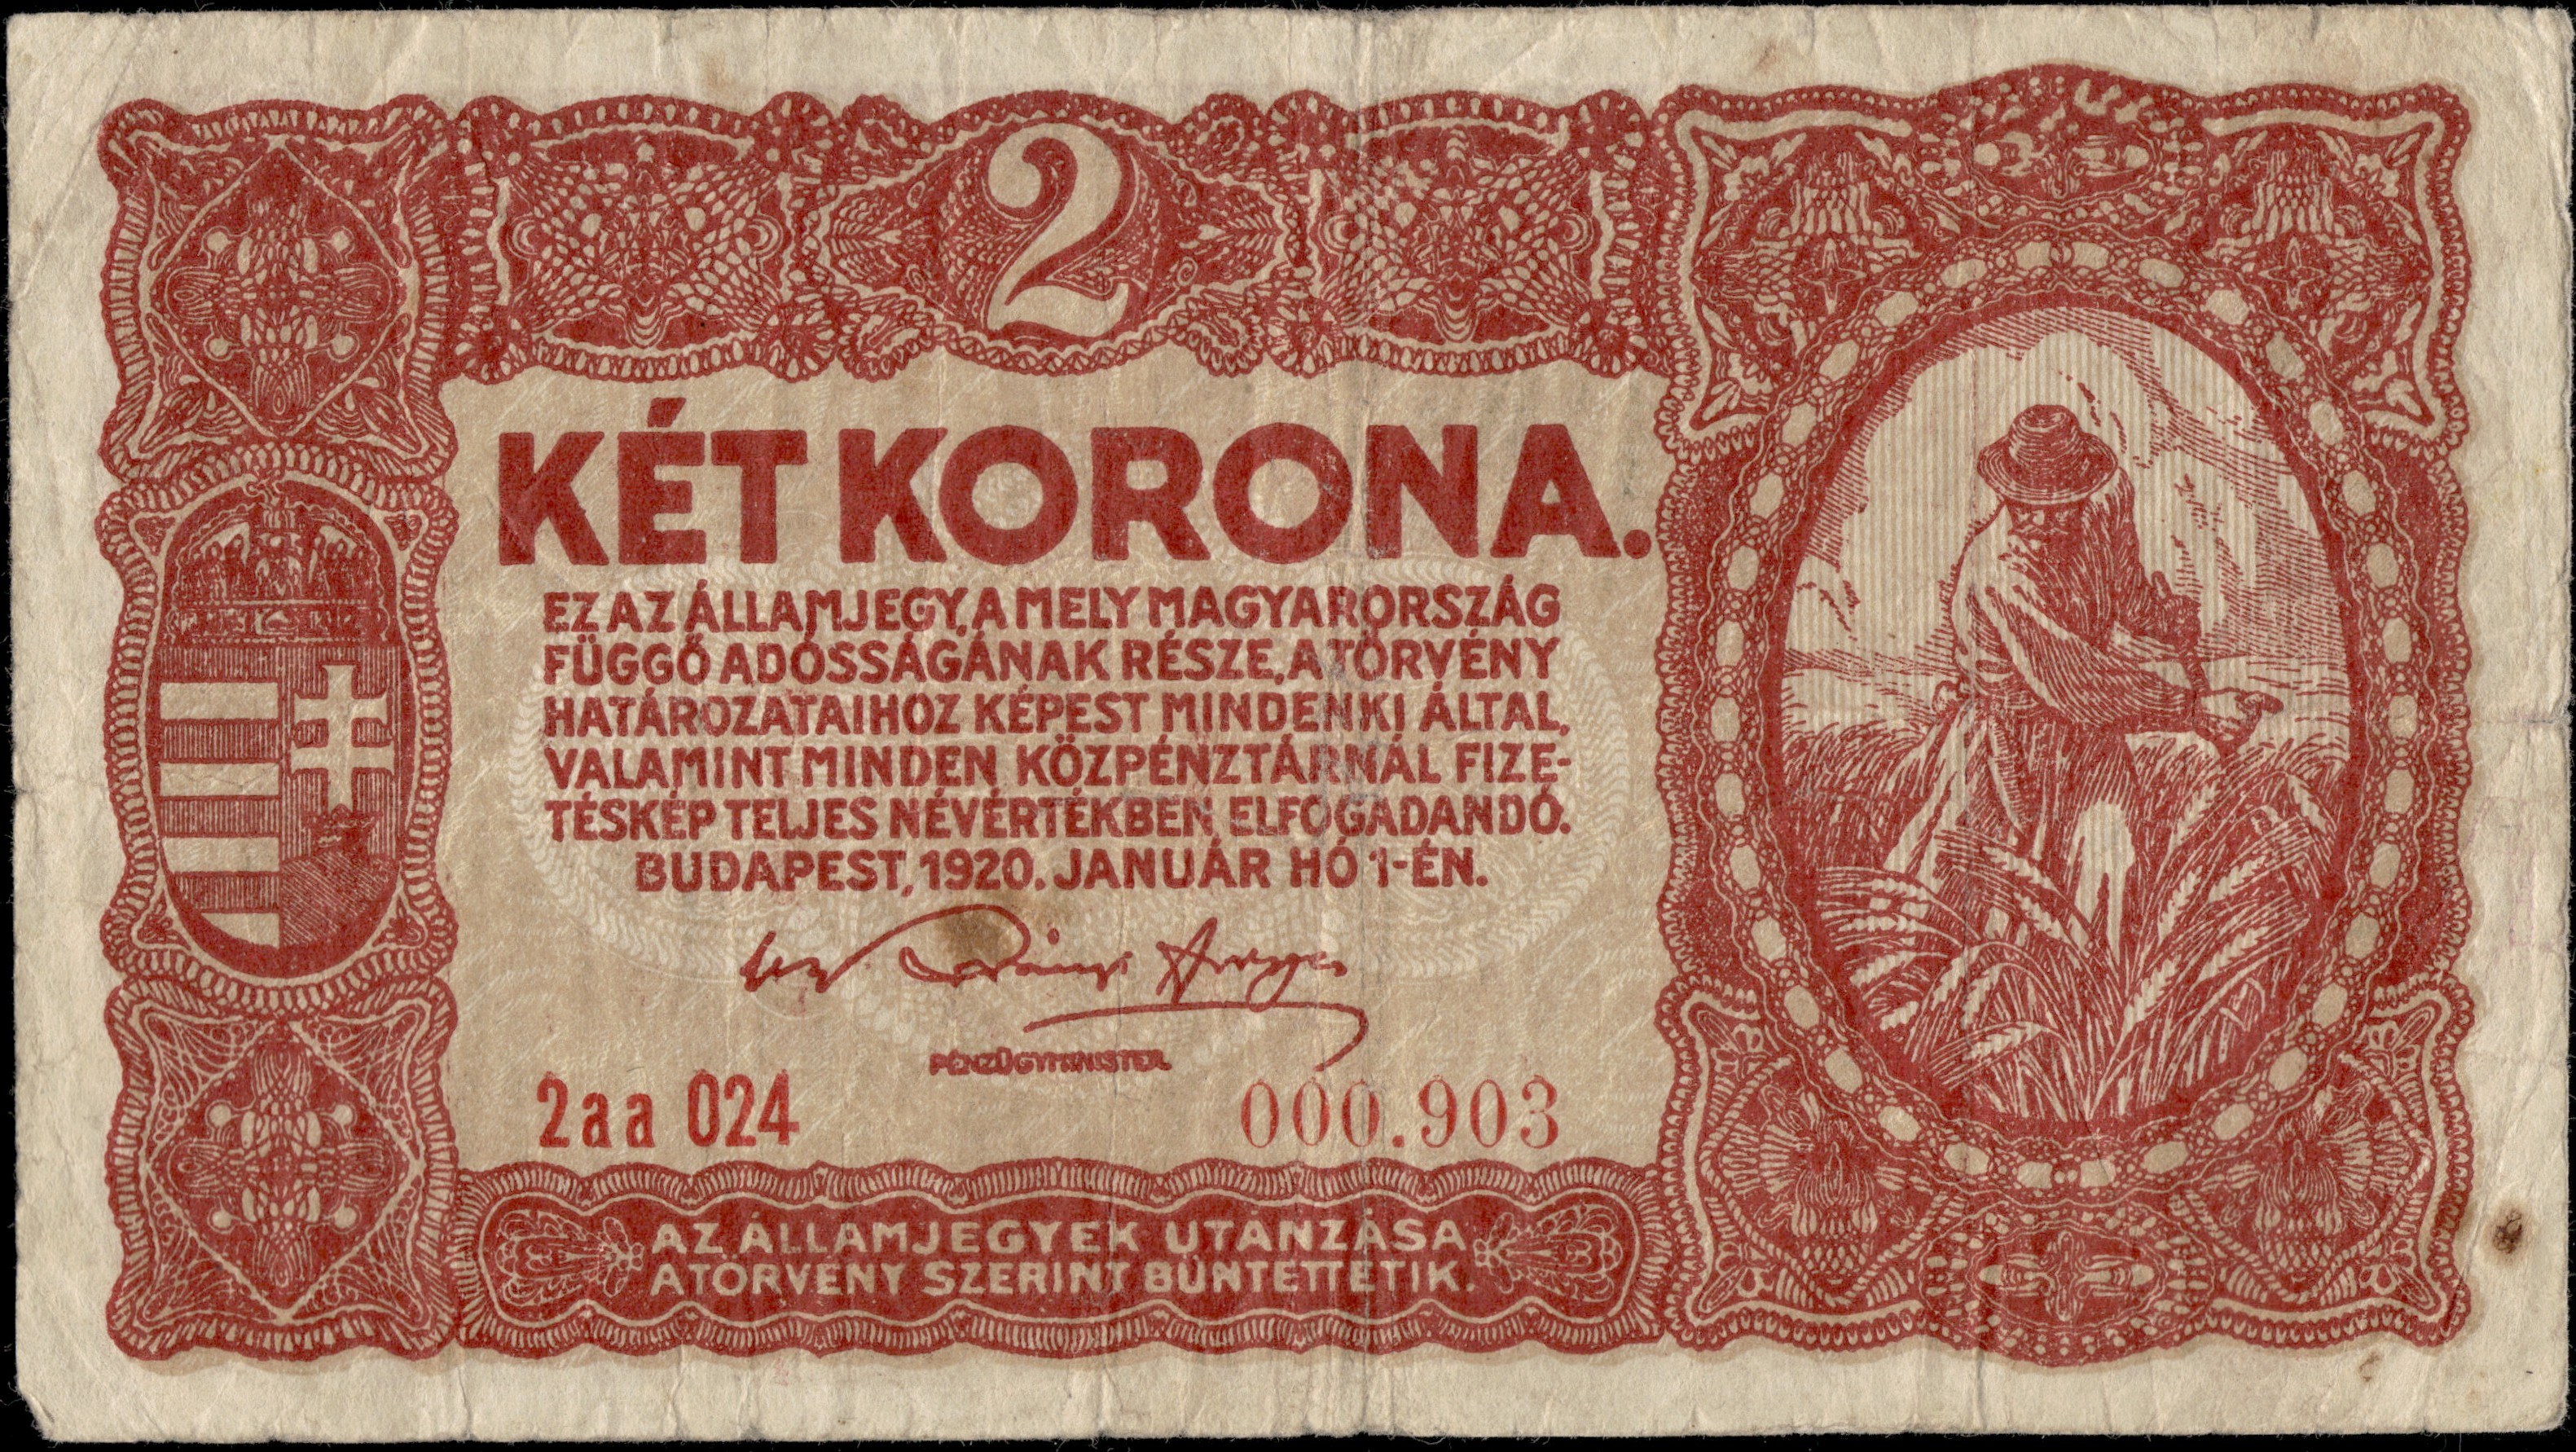 2
KÉT KORONA.
EZ AZ ÁLLAMJEGY, A MELY MAGYARORSZÁG
FÜGGŐ ADÓSSÁGÁNAK RÉSZE, A TÖRVÉNY
HATÁROZATAIHOZ KÉPEST MINDENKI ÁLTAL,
VALAMINT MINDEN KÖZPÉNZTÁRNÁL FIZE-
TÉSKÉP TELJES NÉVÉRTÉKBEN ELFOGADANDÓ.
BUDAPEST, 1920. JANUÁR HÓ 1-ÉN.
PÉNZÜGYMINISTER
2aa 024 000.903
AZ ÁLLAMJEGYEK UTÁNZÁSA
A TÖRVÉNY SZERINT BÜNTETTETIK.